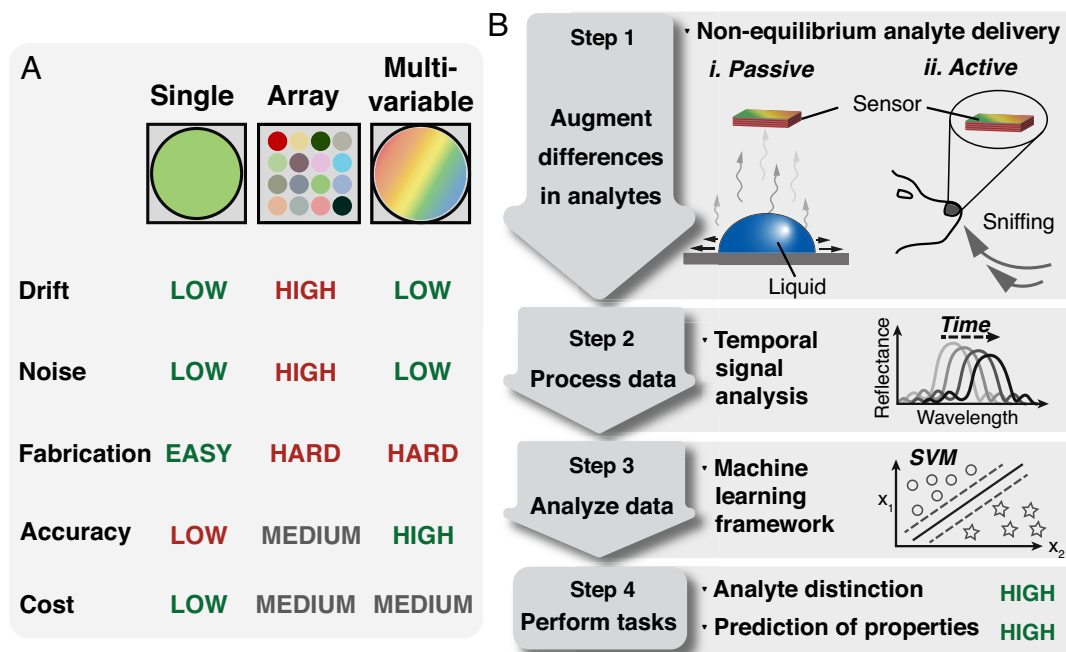 A
Single
Array
Multi-
variable
Drift
LOW
HIGH
LOW
Noise
LOW
HIGH
LOW
Fabrication
EASY
HARD
HARD
Accuracy
LOW
MEDIUM
HIGH
Cost
LOW
MEDIUM
MEDIUM
B
Step 1
Augment
differences
in analytes
Non-equilibrium analyte delivery
i. Passive
ii. Active
Sensor
Sniffing
Liquid
Step 2
Process data
Temporal
signal
analysis
Reflectance
Time
Wavelength
Step 3
Analyze data
Machine
learning
framework
SVM
X1
X2
Step 4
Perform tasks
Analyte distinction
HIGH
Prediction of properties
HIGH